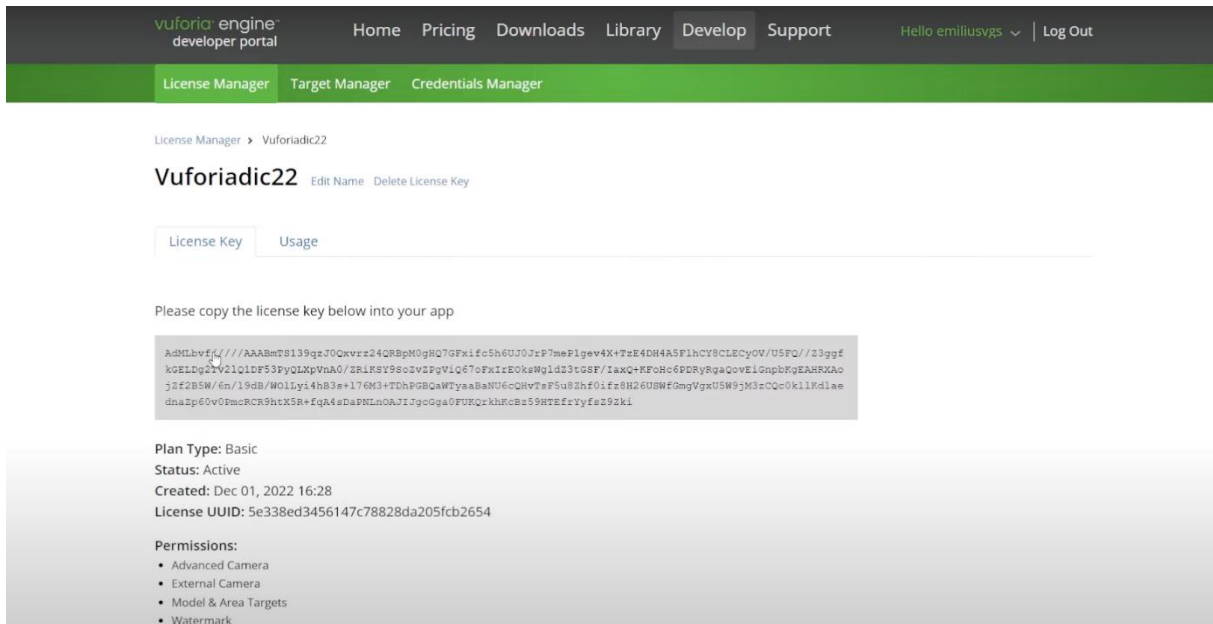 vuforia engine
developer portal
Home Pricing Downloads Library Develop Support
Hello emiliusvgs | Log Out
License Manager Target Manager Credentials Manager
License Manager > Vuforiadic22
Vuforiadic22 Edit Name Delete License Key
License Key Usage
Please copy the license key below into your app
Plan Type: Basic
Status: Active
Created: Dec 01, 2022 16:28
License UUID: 5e338ed3456147c78828da205fcb2654
Permissions:
• Advanced Camera
• External Camera
• Model & Area Targets
• Watermark